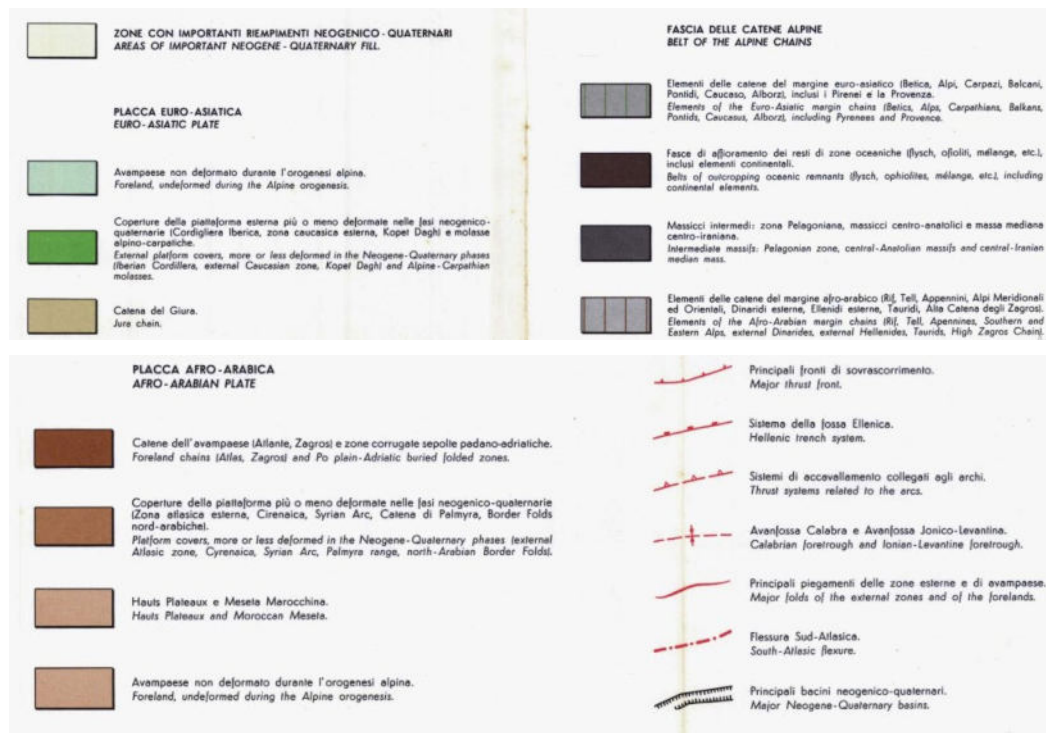 ZONE CON IMPORTANTI RIEMPIMENTI NEOGENICO-QUATERNARI
AREAS OF IMPORTANT NEOGENE-QUATERNARY FILL.
PLACCA EURO-ASIATICA
EURO-ASIATIC PLATE
Avampaese non deformato durante l'orogenesi alpina.
Foreland, undeformed during the Alpine orogenesis.
Coperture della piattaforma esterna più o meno deformate nelle fasi neogenico-
quaternarie (Cordigliera Iberica, zona caucasica esterna, Kopet Dagh) e molasse
alpino-carpatiche.
External platform covers, more or less deformed in the Neogene-Quaternary phases
(Iberian Cordillera, external Caucasian zone, Kopet Dagh) and Alpine-Carpathian
molasses.
Catena del Giura.
Jura chain.
FASCIA DELLE CATENE ALPINE
BELT OF THE ALPINE CHAINS
Elementi delle catene del margine euro-asiatico (Betica, Alpi, Carpazi, Balcani,
Pontidi, Caucaso, Alborz), inclusi i Pirenei e la Provenza.
Elements of the Euro-Asiatic margin chains (Betics, Alps, Carpathians, Balkans,
Pontids, Caucasus, Alborz), including Pyrenees and Provence.
Fasce di affioramento dei resti di zone oceaniche (flysch, ofioliti, mélange, etc.),
inclusi elementi continentali.
Belts of outcropping oceanic remnants (flysch, ophiolites, mélange, etc.), including
continental elements.
Massicci intermedi: zona Pelagoniana, massicci centro-anatolici e massa mediana
centro-iraniana.
Intermediate massifs: Pelagonian zone, central-Anatolian massifs and central-Iranian
median mass.
Elementi delle catene del margine afro-arabico (Rif, Tell, Appennini, Alpi Meridionali
ed Orientali, Dinaridi esterne, Ellenidi esterne, Tauridi, Alta Catena degli Zagros).
Elements of the Afro-Arabian margin chains (Rif, Tell, Apennines, Southern and
Eastern Alps, external Dinarides, external Hellenides, Taurids, High Zagros Chain).
PLACCA AFRO-ARABICA
AFRO-ARABIAN PLATE
Catene dell'avampaese (Atlante, Zagros) e zone corrugate sepolte padano-adriatiche.
Foreland chains (Atlas, Zagros) and Po plain-Adriatic buried folded zones.
Coperture della piattaforma più o meno deformate nelle fasi neogenico-quaternarie
(Zona atlasica esterna, Cirenaica, Syrian Arc, Catena di Palmyra, Border Folds
nord-arabiche).
Platform covers, more or less deformed in the Neogene-Quaternary phases (external
Atlasic zone, Cyrenaica, Syrian Arc, Palmyra range, north-Arabian Border Folds).
Hauts Plateaux e Meseta Marocchina.
Hauts Plateaux and Moroccan Meseta.
Avampaese non deformato durante l'orogenesi alpina.
Foreland, undeformed during the Alpine orogenesis.
Principali fronti di sovrascorrimento.
Major thrust front.
Sistema della fossa Ellenica.
Hellenic trench system.
Sistemi di accavallamento collegati agli archi.
Thrust systems related to the arcs.
Avanfossa Calabra e Avanfossa Jonico-Levantina.
Calabrian foretrough and Ionian-Levantine foretrough.
Principali piegamenti delle zone esterne e di avampaese.
Major folds of the external zones and of the forelands.
Flessura Sud-Atlasica.
South-Atlasic flexure.
Principali bacini neogenico-quaternari.
Major Neogene-Quaternary basins.